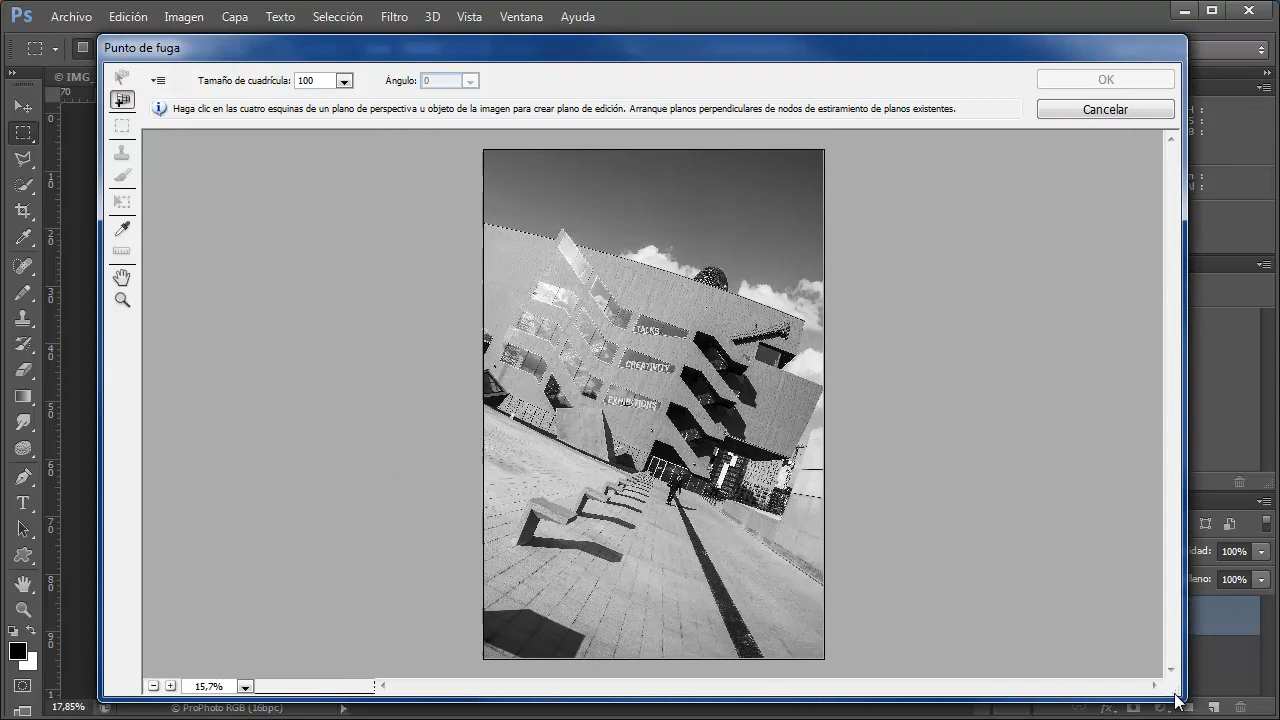 Ps Archivo Edición Imagen Capa Texto Selección Filtro 3D Vista Ventana Ayuda
Punto de fuga
© IMG_
Tamaño de cuadrícula: 100 Ángulo: 0 OK
Haga clic en las cuatro esquinas de un plano de perspectiva u objeto de la imagen para crear plano de edición. Arranque planos perpendiculares de nodos de estiramiento de planos existentes. Cancelar
TALKS
CREATIVITY
EXHIBITIONS
idad: 100%
leno: 100%
15,7%
17,85% ProPhoto RGB (16bpc)